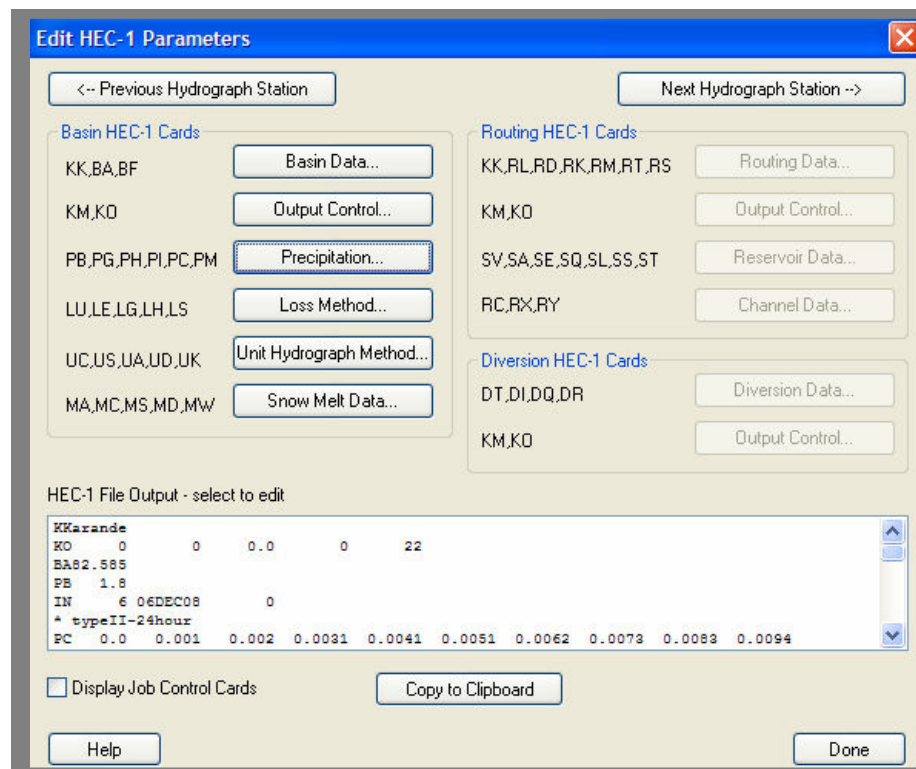 Edit HEC-1 Parameters
<-- Previous Hydrograph Station
Next Hydrograph Station -->
Basin HEC-1 Cards
KK,BA,BF
Basin Data...
KM,KO
Output Control...
PB,PG,PH,PI,PC,PM
Precipitation...
LU,LE,LG,LH,LS
Loss Method...
UC,US,UA,UD,UK
Unit Hydrograph Method...
MA,MC,MS,MD,MW
Snow Melt Data...
Routing HEC-1 Cards
KK,RL,RD,RK,RM,RT,RS
Routing Data...
KM,KO
Output Control...
SV,SA,SE,SQ,SL,SS,ST
Reservoir Data...
RC,RX,RY
Channel Data...
Diversion HEC-1 Cards
DT,DI,DQ,DR
Diversion Data...
KM,KO
Output Control...
HEC-1 File Output - select to edit
KKarande
KO 0 0 0.0 0 22
BA82.585
PB 1.8
IN 6 06DEC08 0
* typeII-24hour
PC 0.0 0.001 0.002 0.0031 0.0041 0.0051 0.0062 0.0073 0.0083 0.0094
Display Job Control Cards
Copy to Clipboard
Help
Done